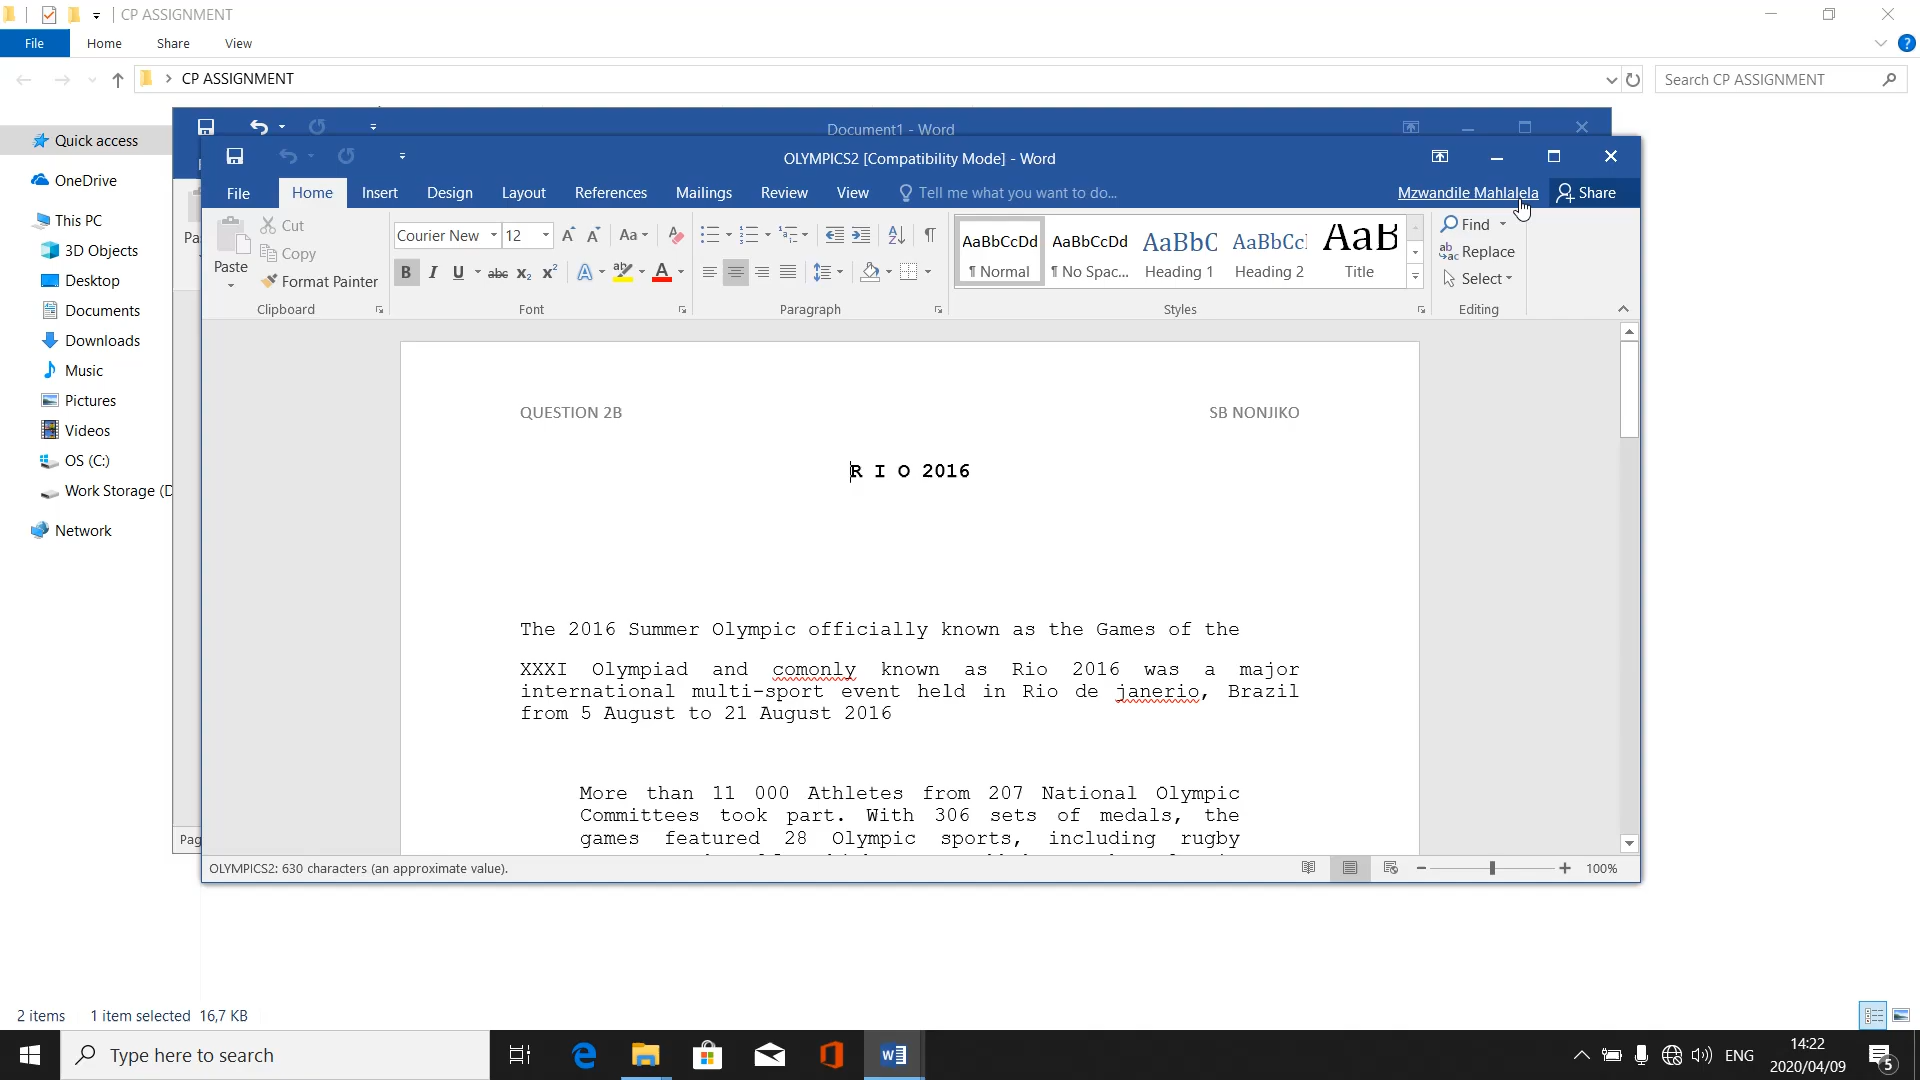 CP ASSIGNMENT
File Home Share View
CP ASSIGNMENT
Search CP ASSIGNMENT
Quick access
OneDrive
This PC
3D Objects
Desktop
Documents
Downloads
Music
Pictures
Videos
OS (C:)
Work Storage (D
Network
Document1 - Word
OLYMPICS2 [Compatibility Mode] - Word
File Home Insert Design Layout References Mailings Review View Tell me what you want to do... Mzwandile Mahlalela Share
Paste
Cut
Copy
Format Painter
Clipboard
Courier New 12
Font
Paragraph
AaBbCcDd AaBbCcDd AaBbC AaBbCcl AaB
¶ Normal ¶ No Spac... Heading 1 Heading 2 Title
Styles
Find
Replace
Select
Editing
Pa
QUESTION 2B SB NONJIKO
R I O 2016
The 2016 Summer Olympic officially known as the Games of the
XXXI Olympiad and comonly known as Rio 2016 was a major
international multi-sport event held in Rio de janerio, Brazil
from 5 August to 21 August 2016
More than 11 000 Athletes from 207 National Olympic
Committees took part. With 306 sets of medals, the
games featured 28 Olympic sports, including rugby
Pag
OLYMPICS2: 630 characters (an approximate value).
100%
2 items 1 item selected 16,7 KB
Type here to search
ENG
14:22
2020/04/09
5